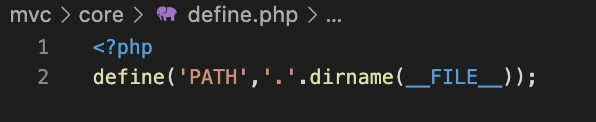 mvc > core > define.php > ...
1 <?php
2 define('PATH','.'.dirname(__FILE__));